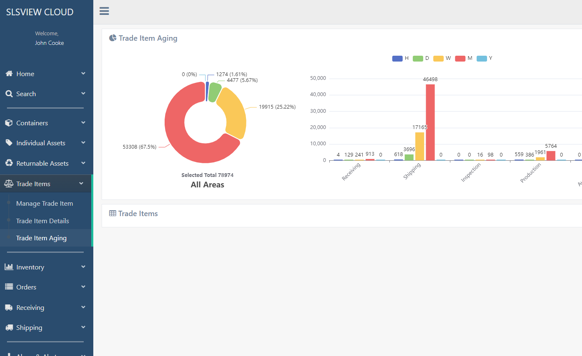 SLSVIEW CLOUD
Welcome,
John Cooke
Home
Search
Containers
Individual Assets
Returnable Assets
Trade Items
Manage Trade Item
Trade Item Details
Trade Item Aging
Inventory
Orders
Receiving
Shipping
Trade Item Aging
0 (0%)
1274 (1.61%)
4477 (5.67%)
19915 (25.22%)
53308 (67.5%)
Selected Total 78974
All Areas
H D W M Y
50,000
40,000
30,000
20,000
10,000
0
4 129 241 913 0
618 3696 17165 46498 0
0 0 16 98 0
559 386 1961 5764 0
0
Receiving
Shipping
Inspection
Production
Trade Items